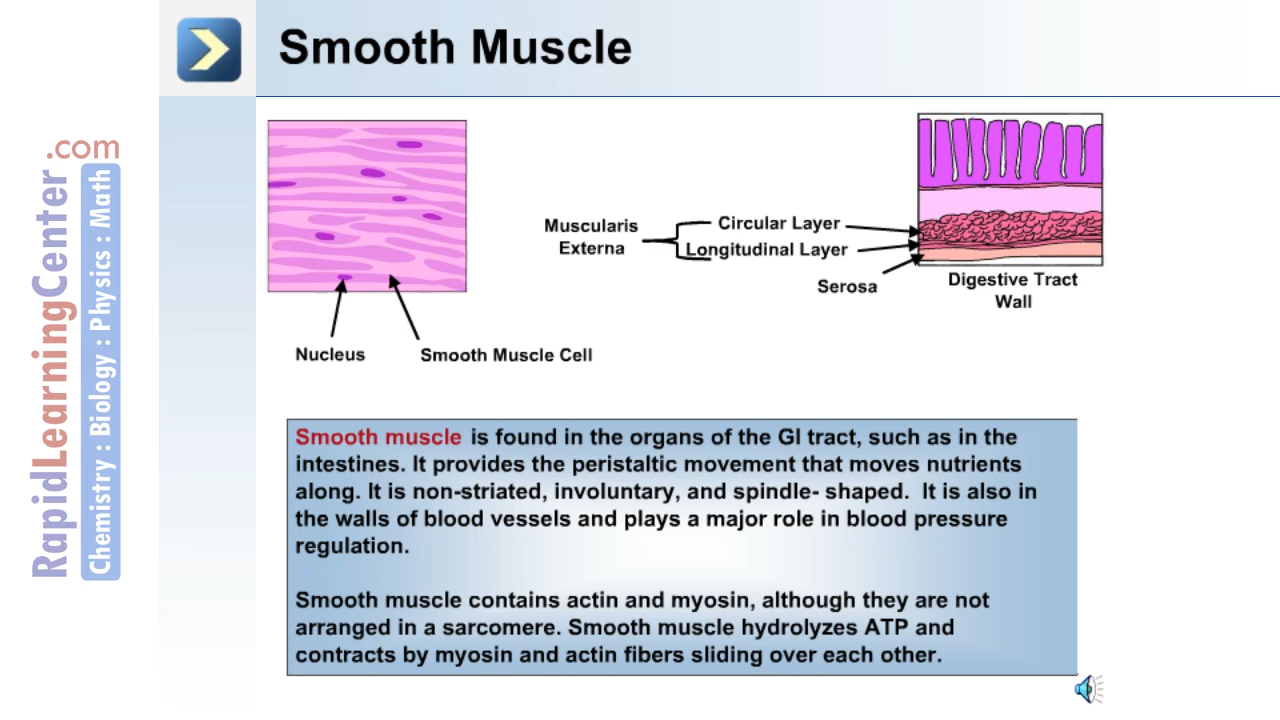 Smooth Muscle
RapidLearningCenter.com
Chemistry : Biology : Physics : Math
Nucleus
Smooth Muscle Cell
Muscularis
Externa
Circular Layer
Longitudinal Layer
Serosa
Digestive Tract
Wall
Smooth muscle is found in the organs of the GI tract, such as in the
intestines. It provides the peristaltic movement that moves nutrients
along. It is non-striated, involuntary, and spindle- shaped. It is also in
the walls of blood vessels and plays a major role in blood pressure
regulation.
Smooth muscle contains actin and myosin, although they are not
arranged in a sarcomere. Smooth muscle hydrolyzes ATP and
contracts by myosin and actin fibers sliding over each other.